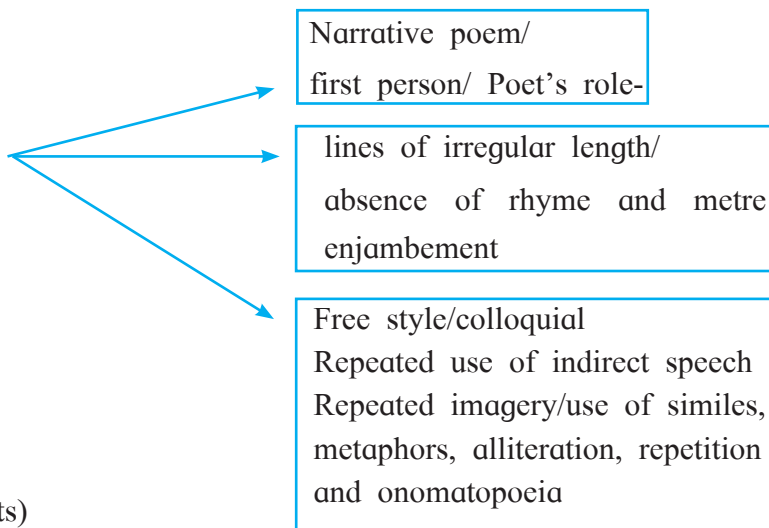 Narrative poem/
first person/ Poet's role-
lines of irregular length/
absence of rhyme and metre
enjambement
Free style/colloquial
Repeated use of indirect speech
Repeated imagery/use of similes,
metaphors, alliteration, repetition
and onomatopoeia
ts)